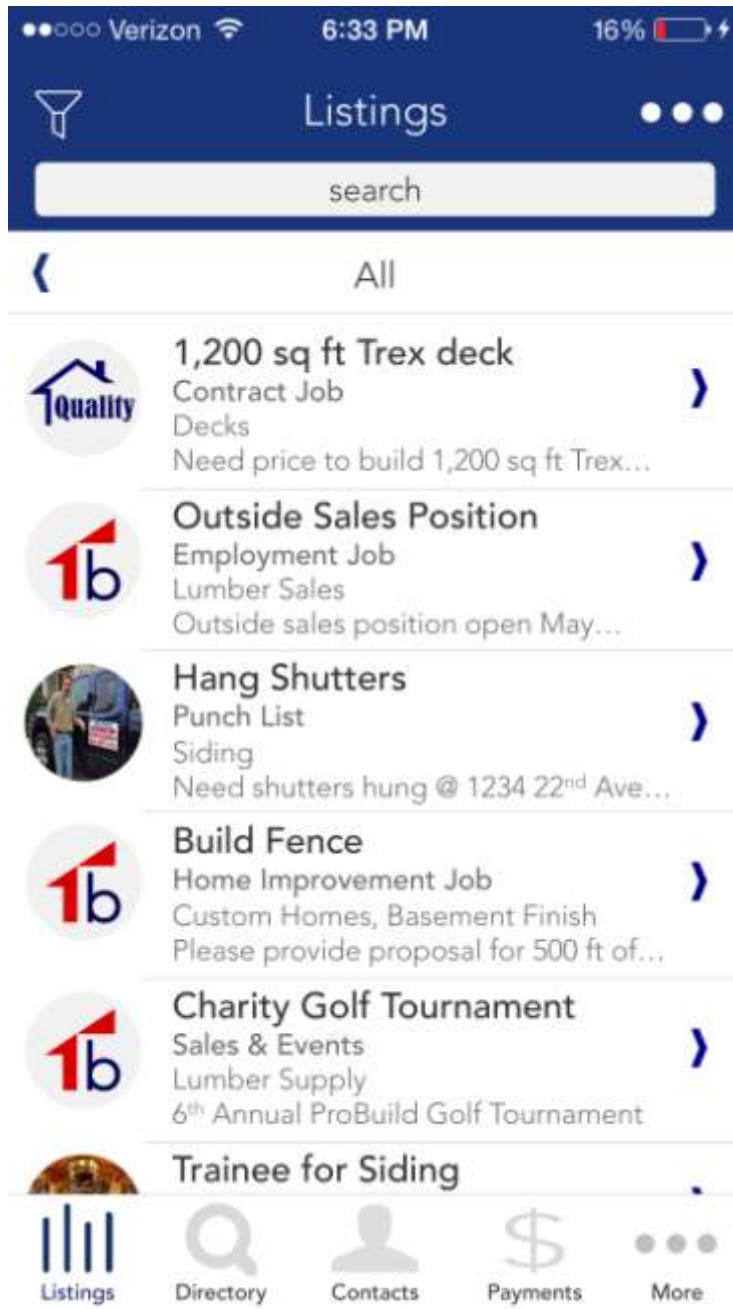 Verizon 6:33 PM 16%
Listings
search
All
1,200 sq ft Trex deck
Contract Job
Decks
Need price to build 1,200 sq ft Trex...
Quality
Outside Sales Position
Employment Job
Lumber Sales
Outside sales position open May...
1b
Hang Shutters
Punch List
Siding
Need shutters hung @ 1234 22nd Ave...
Build Fence
Home Improvement Job
Custom Homes, Basement Finish
Please provide proposal for 500 ft of...
1b
Charity Golf Tournament
Sales & Events
Lumber Supply
6th Annual ProBuild Golf Tournament
1b
Trainee for Siding
Listings Directory Contacts Payments More